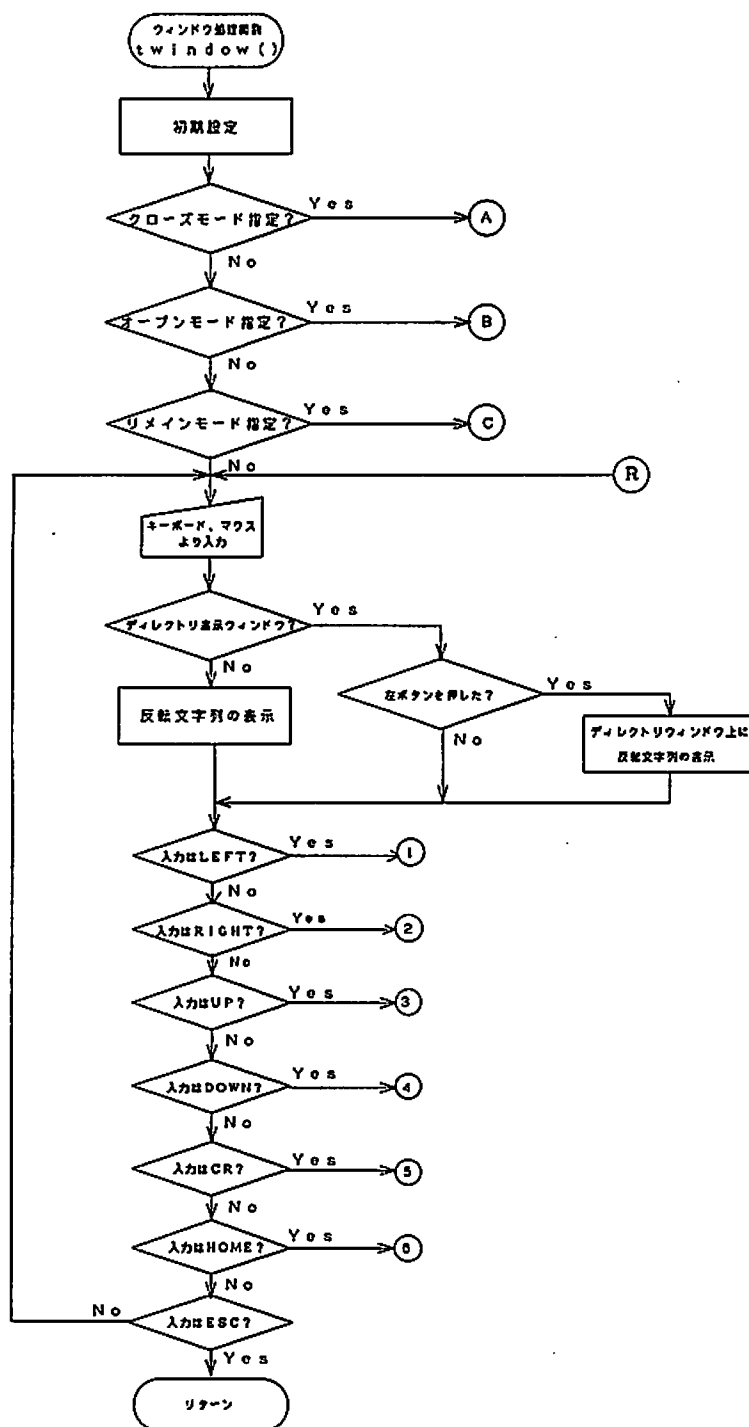 ウィンドウ処理関数
twindow()
初期設定
クローズモード指定?
Yes
A
No
オープンモード指定?
Yes
B
No
リメインモード指定?
Yes
C
No
R
キーボード、マウス
より入力
ディレクトリ表示ウィンドウ?
Yes
No
左ボタンを押した?
Yes
No
反転文字列の表示
ディレクトリウィンドウ上に
反転文字列の表示
入力はLEFT?
Yes
1
No
入力はRIGHT?
Yes
2
No
入力はUP?
Yes
3
No
入力はDOWN?
Yes
4
No
入力はCR?
Yes
5
No
入力はHOME?
Yes
6
No
入力はESC?
No
Yes
リターン